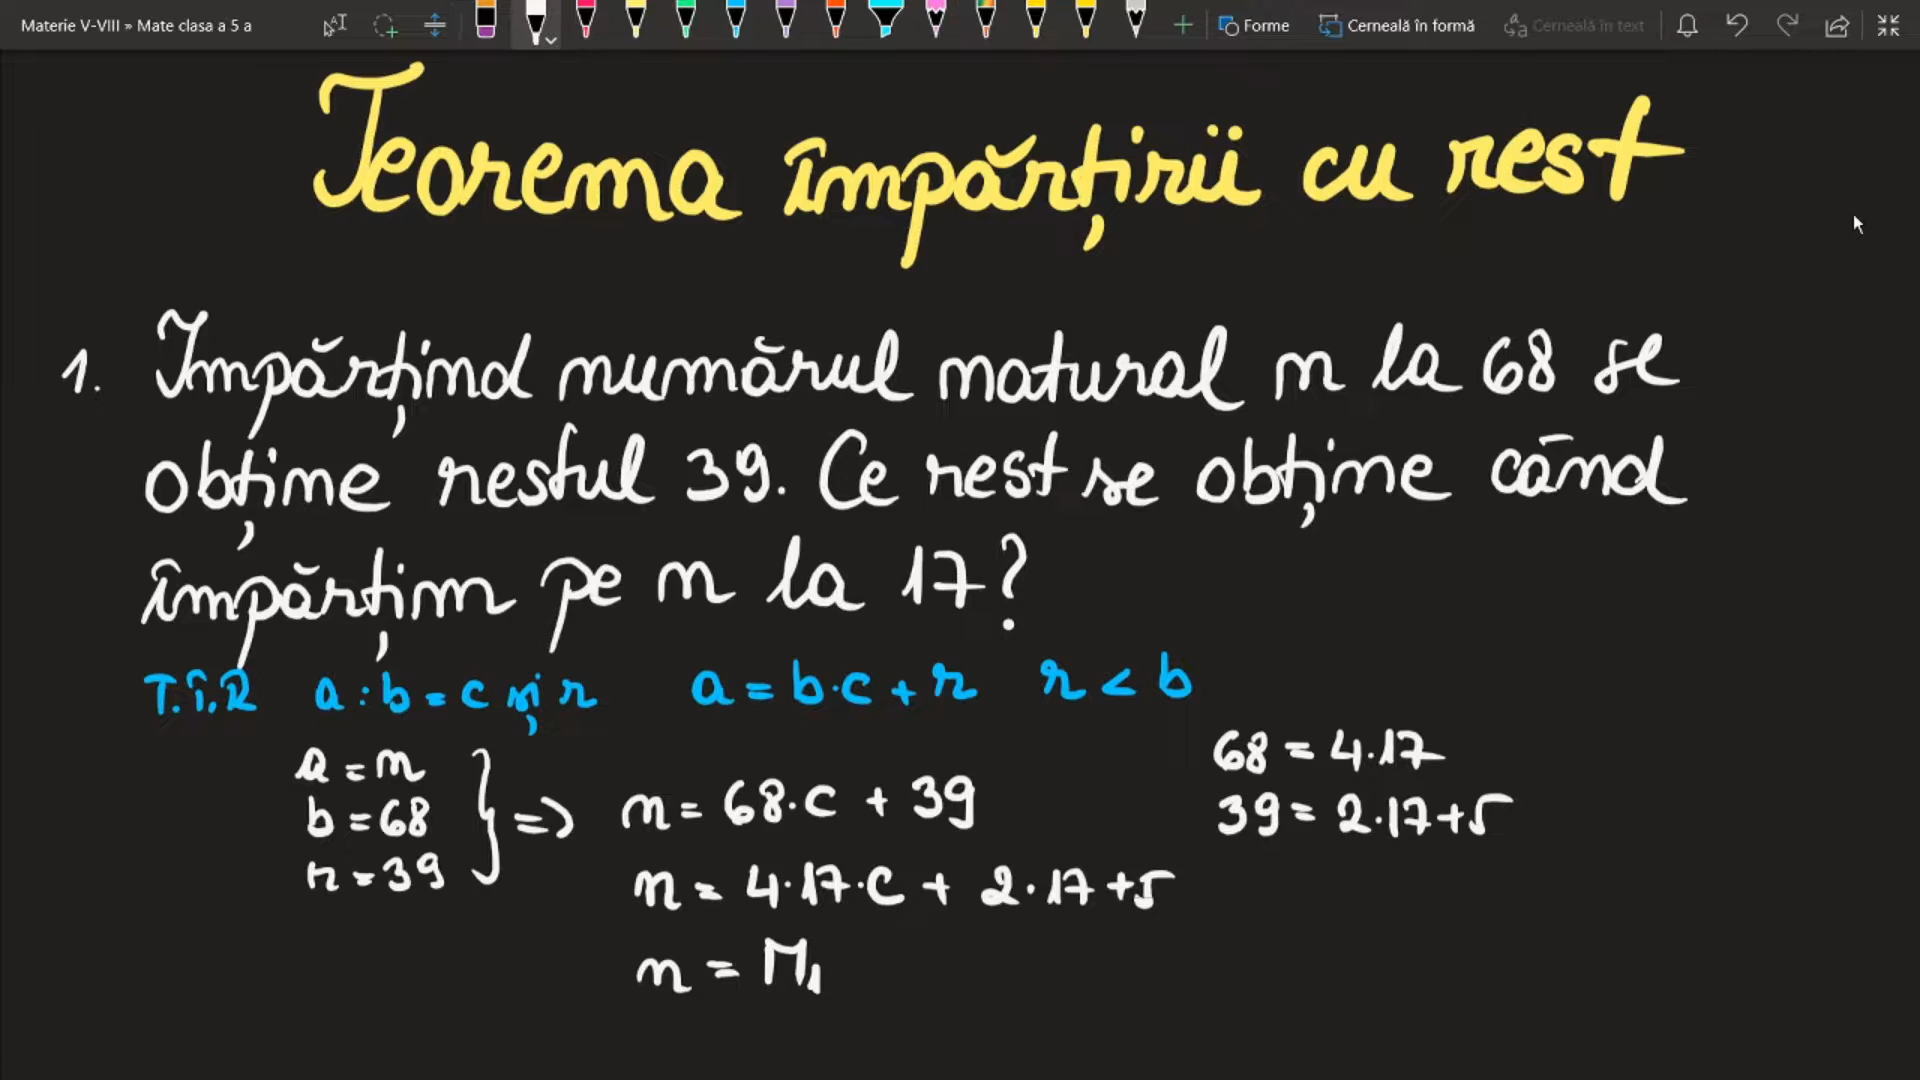 Materie V-VIII » Mate clasa a 5 a
Forme
Cerneală în formă
Cerneală în text
Teorema împărțirii cu rest
1. Împărțind numărul natural n la 68 se
obține restul 39. Ce rest se obține când
împărțim pe n la 17?
T.Î.R a : b = c și r a = b·c + r r < b
a = n
b = 68
r = 39
=> n = 68·c + 39
n = 4·17·c + 2·17+5
n = M1
68 = 4·17
39 = 2·17+5